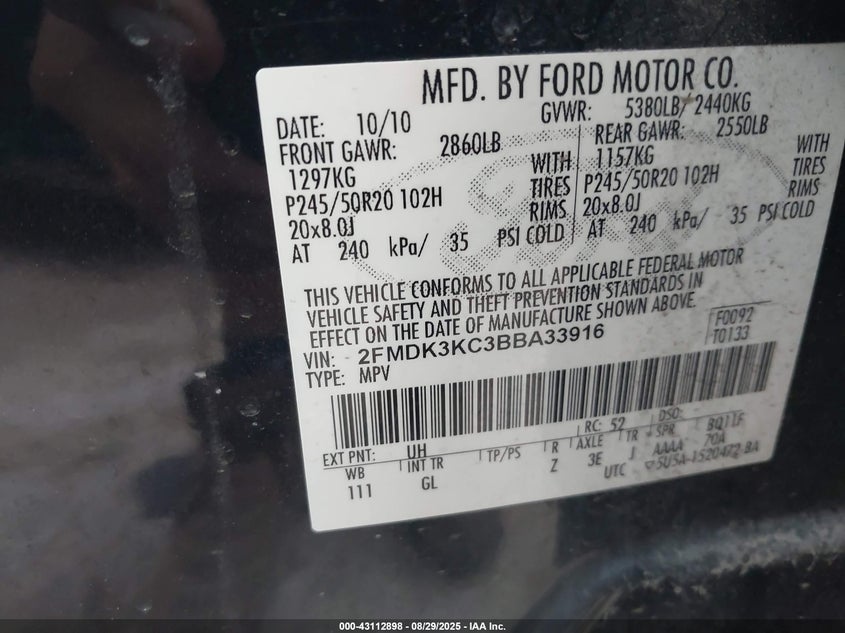 MFD. BY FORD MOTOR CO.
DATE: 10/10 GVWR: 5380LB/ 2440KG
FRONT GAWR: 2860LB REAR GAWR: 2550LB
1297KG WITH 1157KG WITH
P245/50R20 102H TIRES P245/50R20 102H TIRES
20x8.0J RIMS 20x8.0J RIMS
AT 240 kPa/ 35 PSI COLD AT 240 kPa/ 35 PSI COLD
THIS VEHICLE CONFORMS TO ALL APPLICABLE FEDERAL MOTOR
VEHICLE SAFETY AND THEFT PREVENTION STANDARDS IN
EFFECT ON THE DATE OF MANUFACTURE SHOWN ABOVE.
F0092
T0133
VIN: 2FMDK3KC3BBA33916
TYPE: MPV
EXT PNT: UH RC: 52 DSO:
WB INT TR TP/PS R AXLE TR SPR BQ11F
111 GL Z 3E J AAAA 70A
UTC ▽5U5A-1520472-BA
000-43112898 - 08/29/2025 - IAA Inc.